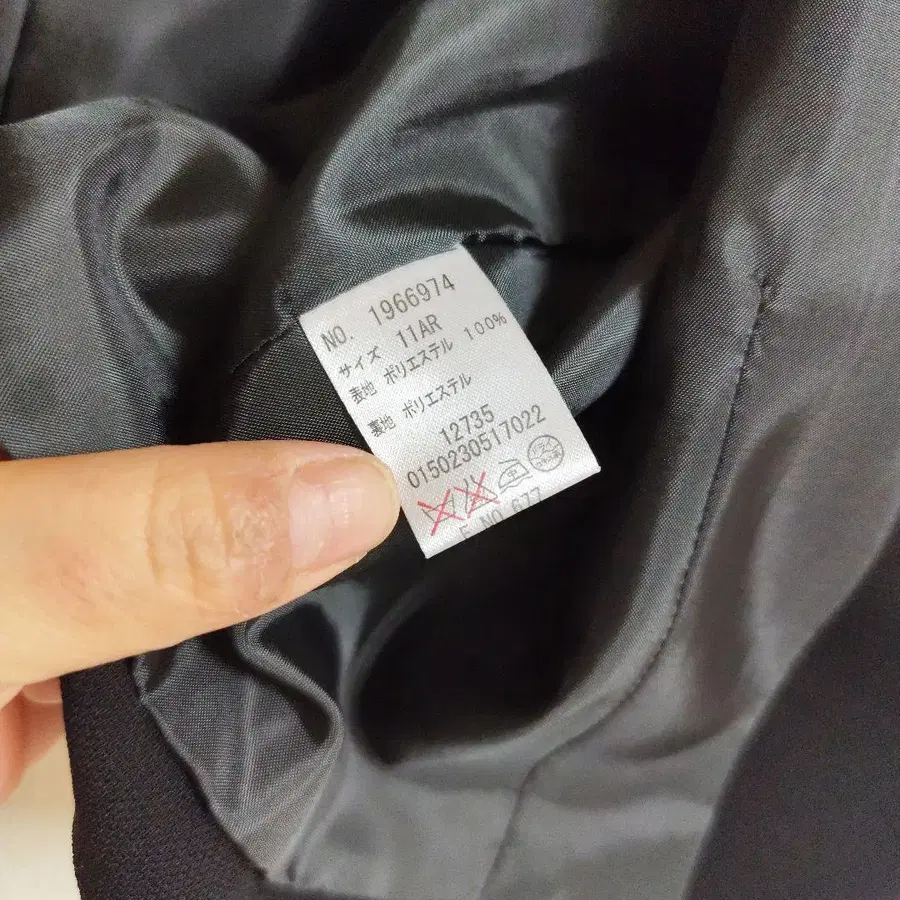 NO. 1966974
サイズ 11AR
表地 ポリエステル 100%
裏地 ポリエステル
12735
0150230517022
中
NO 677